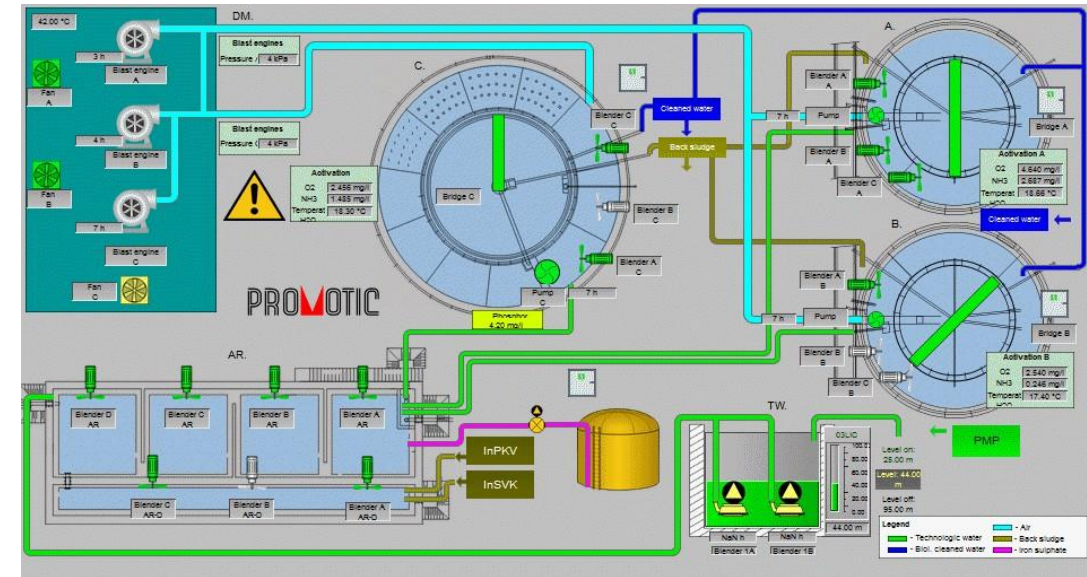 42.00 °C
DM.
3 h
Blast engine
A
Fan
A
4 h
Blast engine
B
Fan
B
7 h
Blast engine
C
Fan
C
Blast engines
Pressure
4 kPa
Blast engines
Pressure
4 kPa
C.
Activation
O2 2.456 mg/l
NH3 1.485 mg/l
Temperat 18.30 °C
H2O
PROMOTIC
Bridge C
Blender C
C
Blender B
C
Blender A
C
Pump
C
7 h
Phosphor
4.20 mg/l
Cleaned water
Back sludge
A.
Blender A
A
7 h
Pump
Blender B
A
Blender C
A
Bridge A
Activation A
O2 4.640 mg/l
NH3 2.687 mg/l
Temperat 18.66 °C
H2O
Cleaned water
B.
Blender A
B
7 h
Pump
Blender B
B
Blender C
B
Bridge B
Activation B
O2 2.540 mg/l
NH3 0.246 mg/l
Temperat 17.40 °C
H2O
AR.
Blender D
AR
Blender C
AR
Blender B
AR
Blender A
AR
Blender C
AR-D
Blender B
AR-D
Blender A
AR-D
InPKV
InSVK
TW.
NaN h
NaN h
Blender 1A
Blender 1B
03LIC
100.0
80.00
60.00
40.00
20.00
0.00
44.00 m
PMP
Level on:
25.00 m
Level: 44.00
m
Level off:
95.00 m
Legend
- Technologic water
- Biol. cleaned water
- Air
- Back sludge
- Iron sulphate